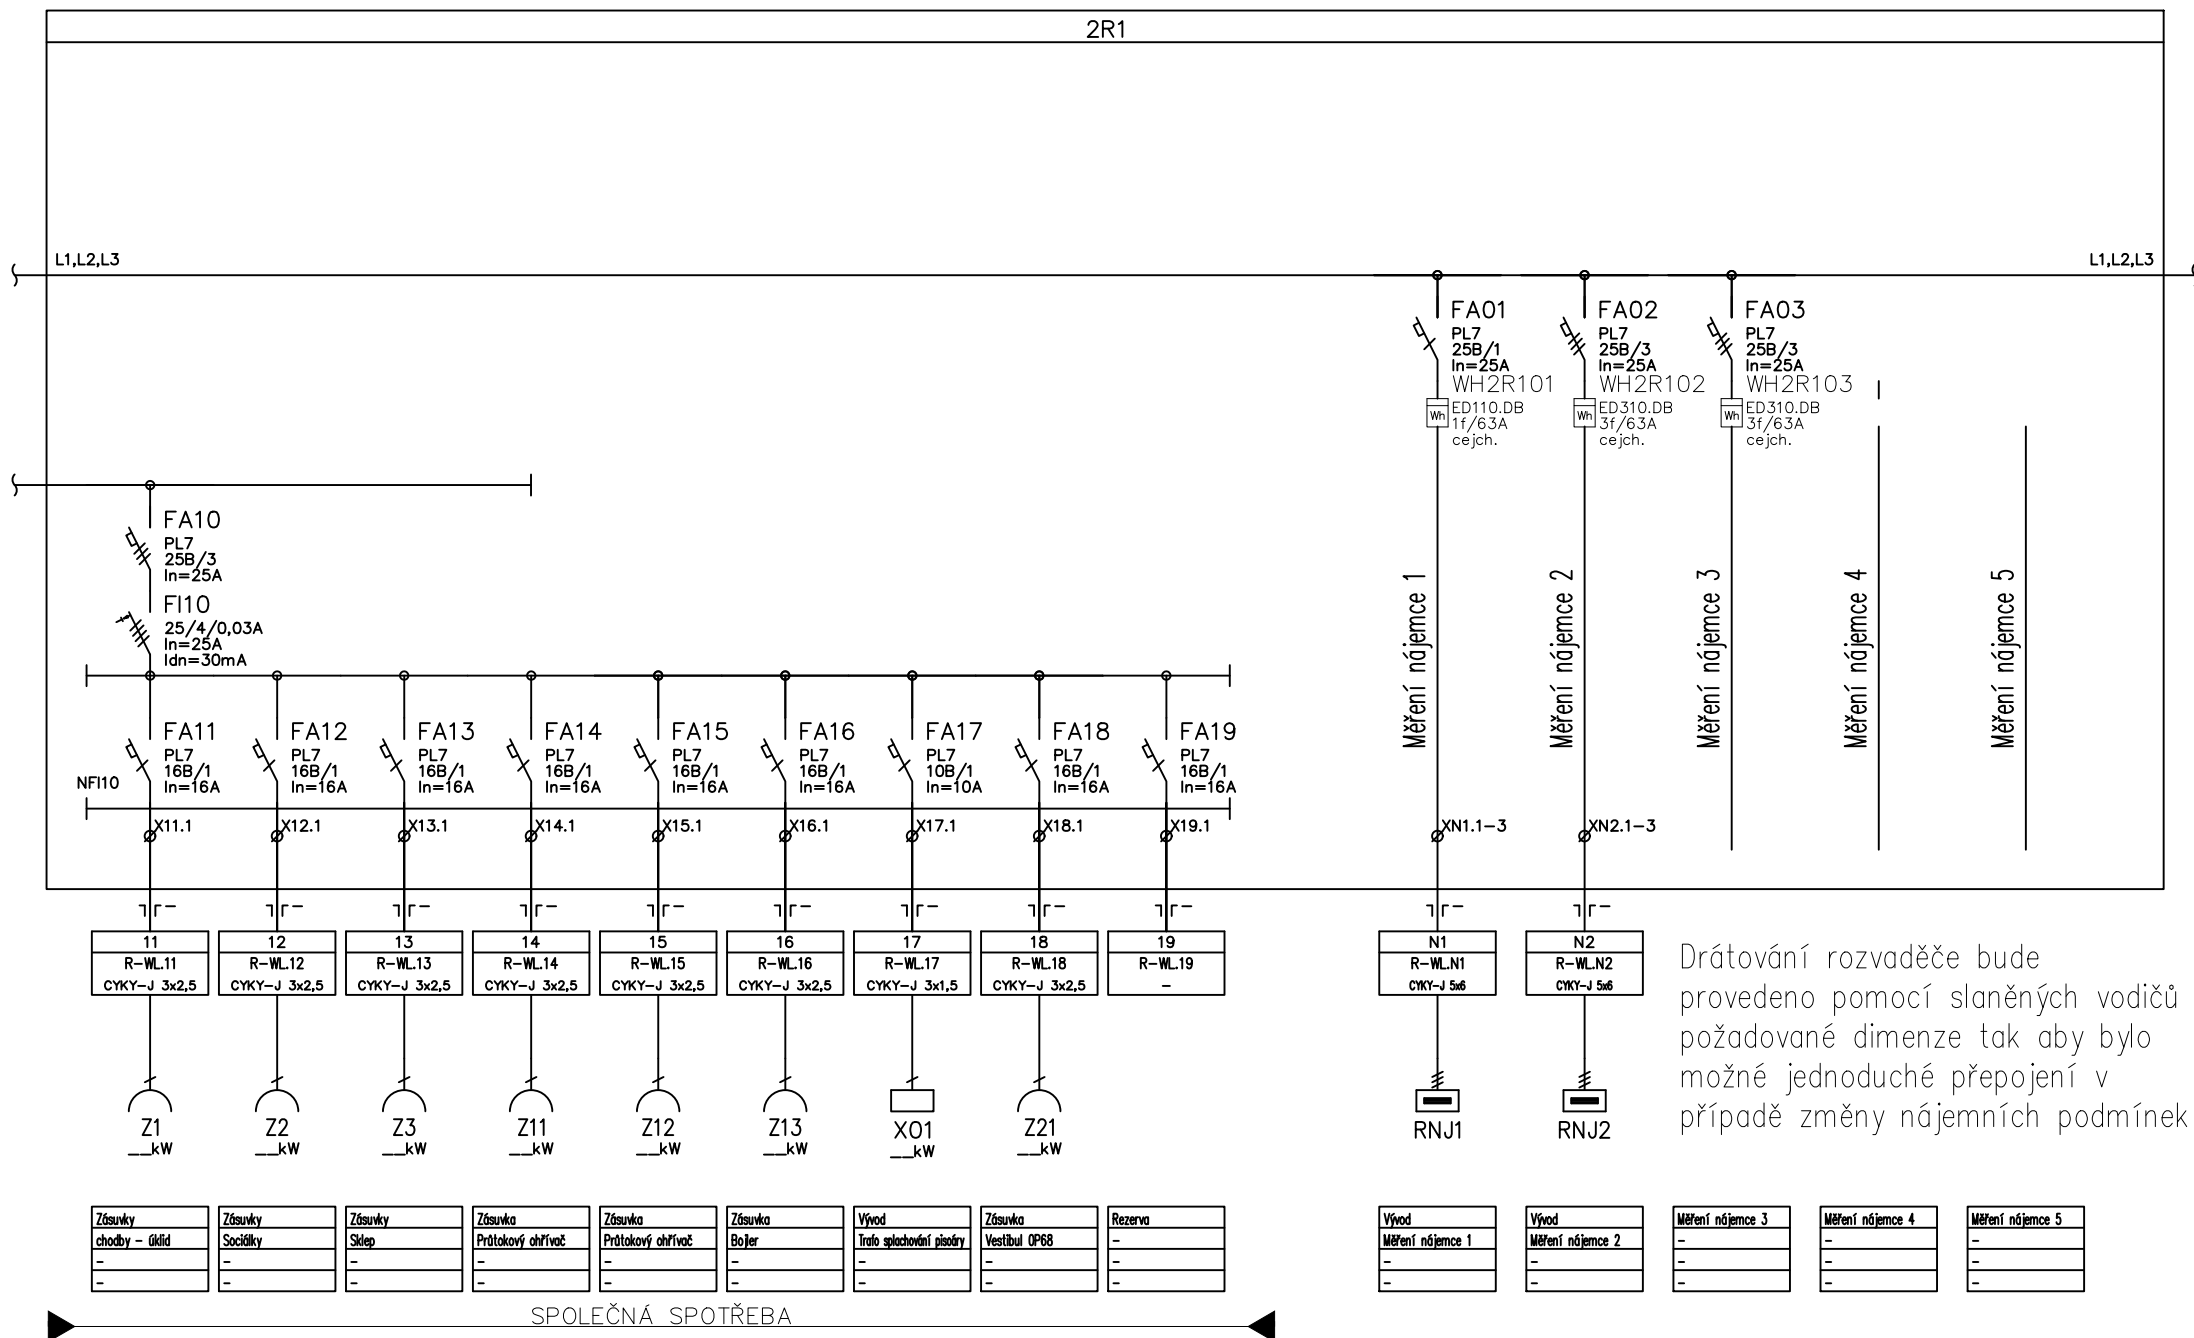 2R1
L1,L2,L3
L1,L2,L3
FA01
PL7
25B/1
In=25A
WH2R101
Wh
ED110.DB
1f/63A
cejch.
FA02
PL7
25B/3
In=25A
WH2R102
Wh
ED310.DB
3f/63A
cejch.
FA03
PL7
25B/3
In=25A
WH2R103
Wh
ED310.DB
3f/63A
cejch.
FA10
PL7
25B/3
In=25A
FI10
25/4/0,03A
In=25A
Idn=30mA
Měření nájemce 1
Měření nájemce 2
Měření nájemce 3
Měření nájemce 4
Měření nájemce 5
FA11
PL7
16B/1
In=16A
FA12
PL7
16B/1
In=16A
FA13
PL7
16B/1
In=16A
FA14
PL7
16B/1
In=16A
FA15
PL7
16B/1
In=16A
FA16
PL7
16B/1
In=16A
FA17
PL7
10B/1
In=10A
FA18
PL7
16B/1
In=16A
FA19
PL7
16B/1
In=16A
NFI10
X11.1
X12.1
X13.1
X14.1
X15.1
X16.1
X17.1
X18.1
X19.1
XN1.1-3
XN2.1-3
11
R-WL.11
CYKY-J 3x2,5
12
R-WL.12
CYKY-J 3x2,5
13
R-WL.13
CYKY-J 3x2,5
14
R-WL.14
CYKY-J 3x2,5
15
R-WL.15
CYKY-J 3x2,5
16
R-WL.16
CYKY-J 3x2,5
17
R-WL.17
CYKY-J 3x1,5
18
R-WL.18
CYKY-J 3x2,5
19
R-WL.19
-
N1
R-WL.N1
CYKY-J 5x6
N2
R-WL.N2
CYKY-J 5x6
Drátování rozvaděče bude
provedeno pomocí slaněných vodičů
požadované dimenze tak aby bylo
možné jednoduché přepojení v
případě změny nájemních podmínek
Z1
__kW
Z2
__kW
Z3
__kW
Z11
__kW
Z12
__kW
Z13
__kW
X01
__kW
Z21
__kW
RNJ1
RNJ2
Zásuvky
chodby - úklid
-
-
Zásuvky
Sociálky
-
-
Zásuvky
Sklep
-
-
Zásuvka
Průtokový ohřívač
-
-
Zásuvka
Průtokový ohřívač
-
-
Zásuvka
Bojler
-
-
Vývod
Trafo splachování pisoáry
-
-
Zásuvka
Vestibul OP68
-
-
Rezerva
-
-
-
Vývod
Měření nájemce 1
-
-
Vývod
Měření nájemce 2
-
-
Měření nájemce 3
-
-
-
Měření nájemce 4
-
-
-
Měření nájemce 5
-
-
-
SPOLEČNÁ SPOTŘEBA